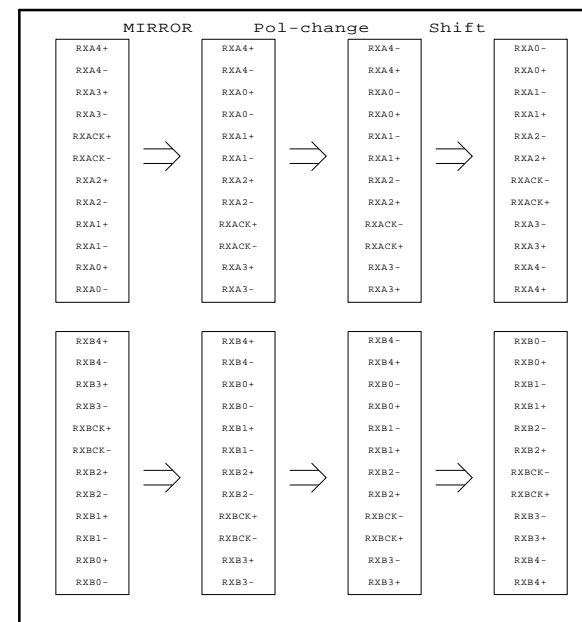 MIRROR Pol-change Shift
RXA4+ RXA4+ RXA4- RXA0-
RXA4- RXA4- RXA4+ RXA0+
RXA3+ RXA0+ RXA0- RXA1-
RXA3- RXA0- RXA0+ RXA1+
RXACK+ RXA1+ RXA1- RXA2-
RXACK- RXA1- RXA1+ RXA2+
RXA2+ RXA2+ RXA2- RXACK-
RXA2- RXA2- RXA2+ RXACK+
RXA1+ RXACK+ RXACK- RXA3-
RXA1- RXACK- RXACK+ RXA3+
RXA0+ RXA3+ RXA3- RXA4-
RXA0- RXA3- RXA3+ RXA4+
RXB4+ RXB4+ RXB4- RXB0-
RXB4- RXB4- RXB4+ RXB0+
RXB3+ RXB0+ RXB0- RXB1-
RXB3- RXB0- RXB0+ RXB1+
RXBCK+ RXB1+ RXB1- RXB2-
RXBCK- RXB1- RXB1+ RXB2+
RXB2+ RXB2+ RXB2- RXBCK-
RXB2- RXB2- RXB2+ RXBCK+
RXB1+ RXBCK+ RXBCK- RXB3-
RXB1- RXBCK- RXBCK+ RXB3+
RXB0+ RXB3+ RXB3- RXB4-
RXB0- RXB3- RXB3+ RXB4+